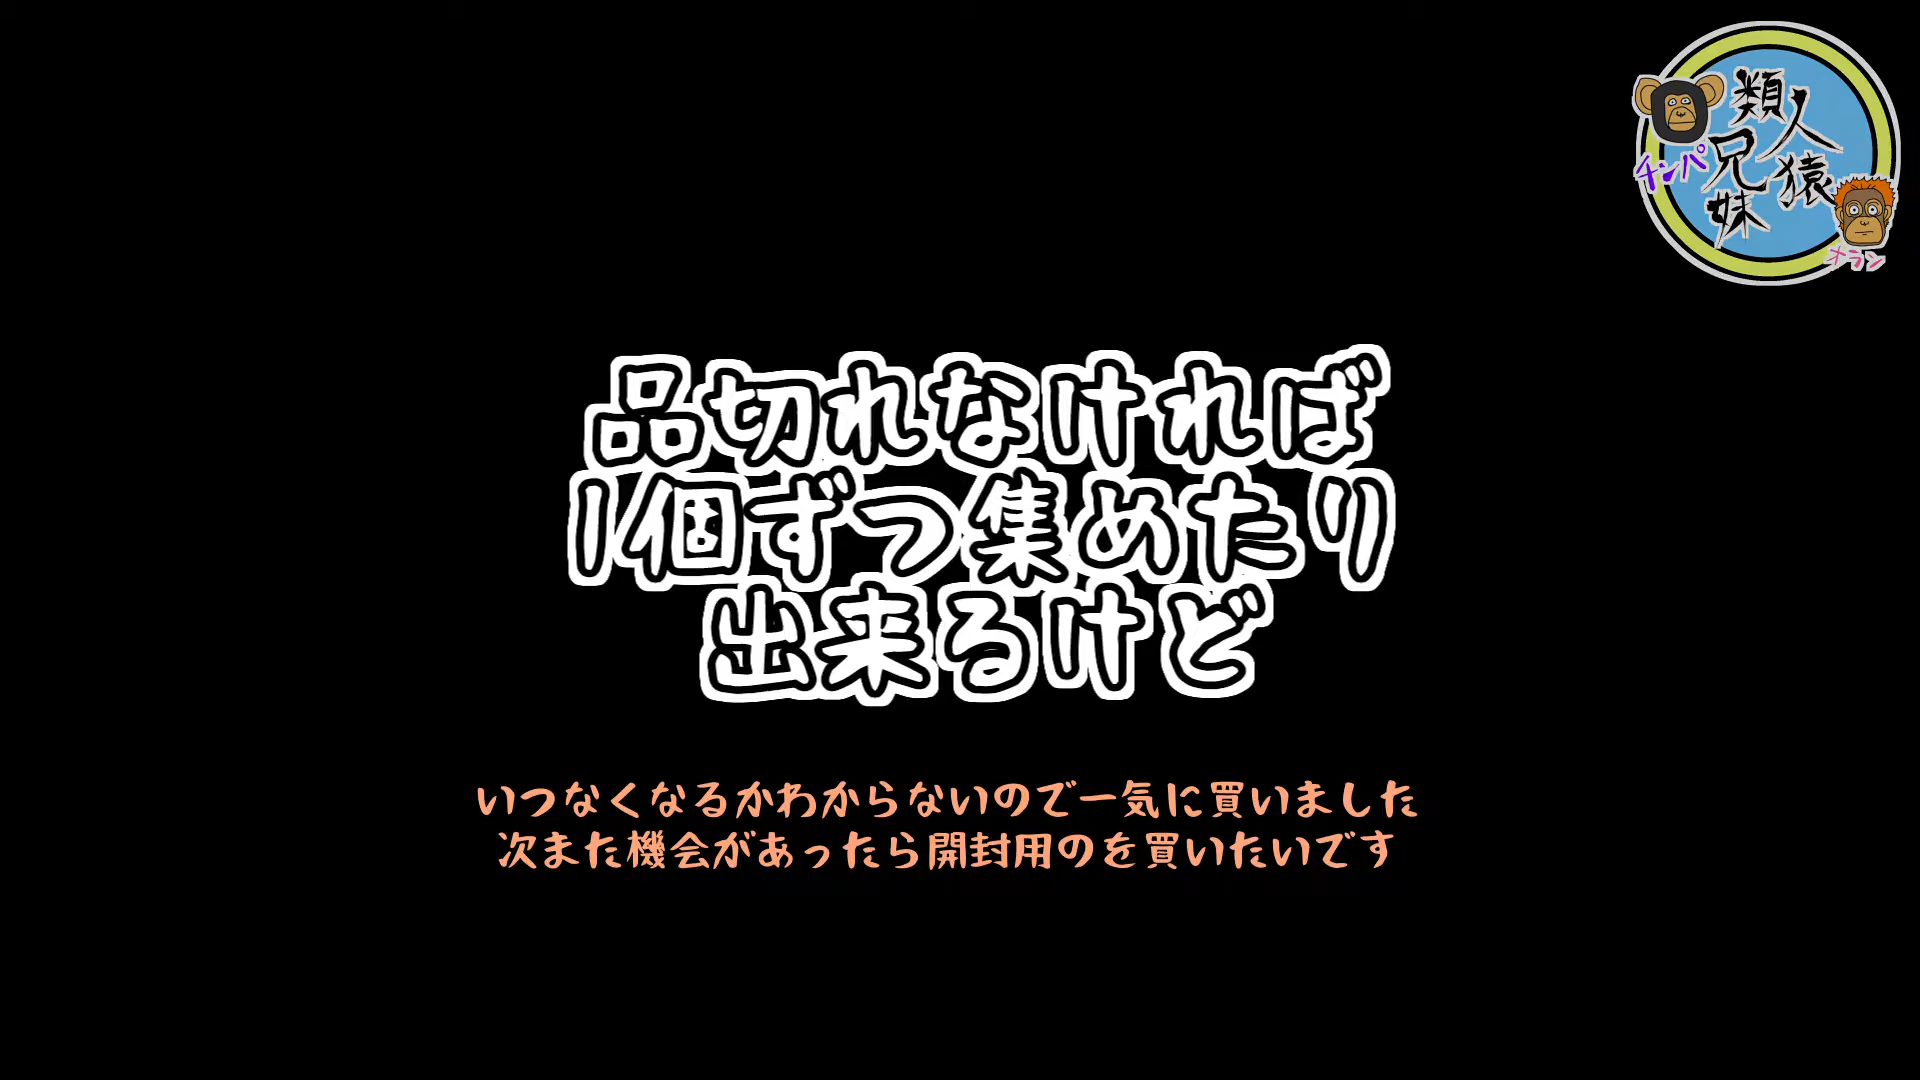 類人猿
兄妹
チンパ
オラン
品切れなければ
1個ずつ集めたり
出来るけど
いつなくなるかわからないので一気に買いました
次また機会があったら開封用のを買いたいです